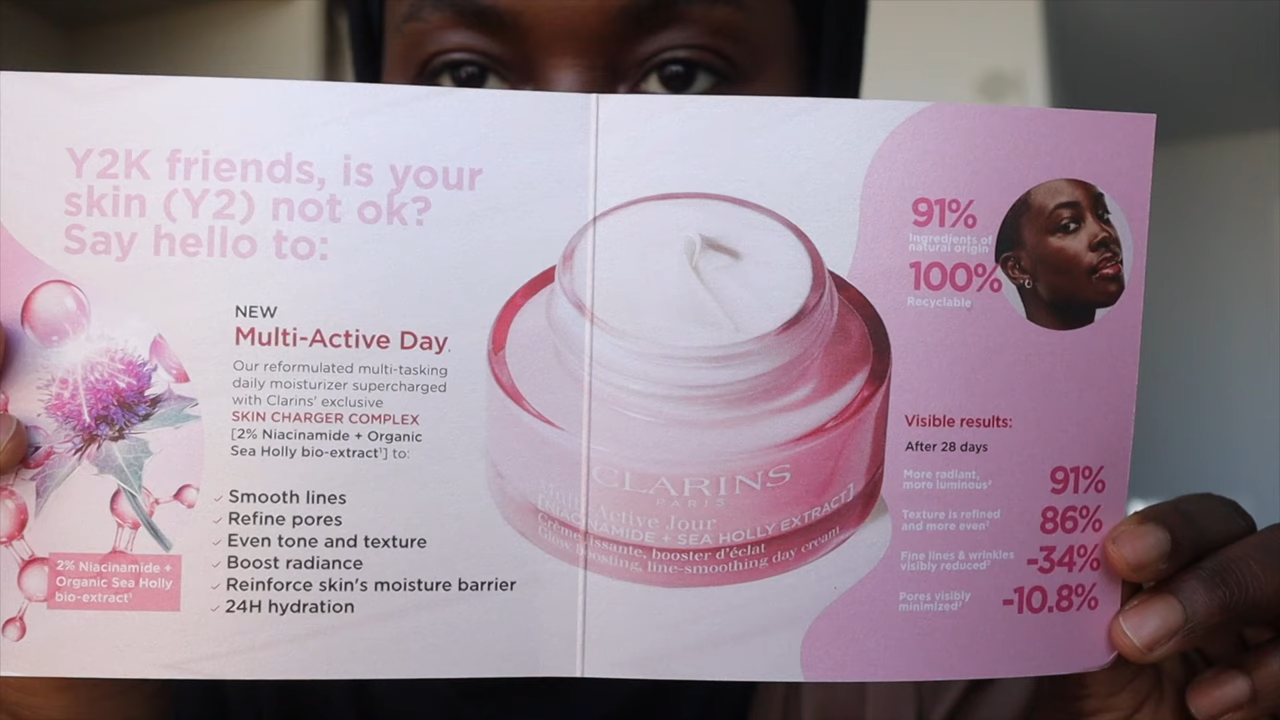 Y2K friends, is your
skin (Y2) not ok?
Say hello to:
NEW
Multi-Active Day
Our reformulated multi-tasking
daily moisturizer supercharged
with Clarins' exclusive
SKIN CHARGER COMPLEX
[2% Niacinamide + Organic
Sea Holly bio-extract¹] to:
✓ Smooth lines
✓ Refine pores
✓ Even tone and texture
✓ Boost radiance
✓ Reinforce skin's moisture barrier
✓ 24H hydration
2% Niacinamide +
Organic Sea Holly
bio-extract¹
CLARINS
PARIS
Multi-Active Jour
[NIACINAMIDE + SEA HOLLY EXTRACT]
lissante, booster d'éclat
Glow boosting, line-smoothing day cream
91%
Ingredients of
natural origin
100%
Recyclable
Visible results:
After 28 days
More radiant,
more luminous²
91%
Texture is refined
and more even²
86%
Fine lines & wrinkles
visibly reduced³
-34%
Pores visibly
minimized³
-10.8%